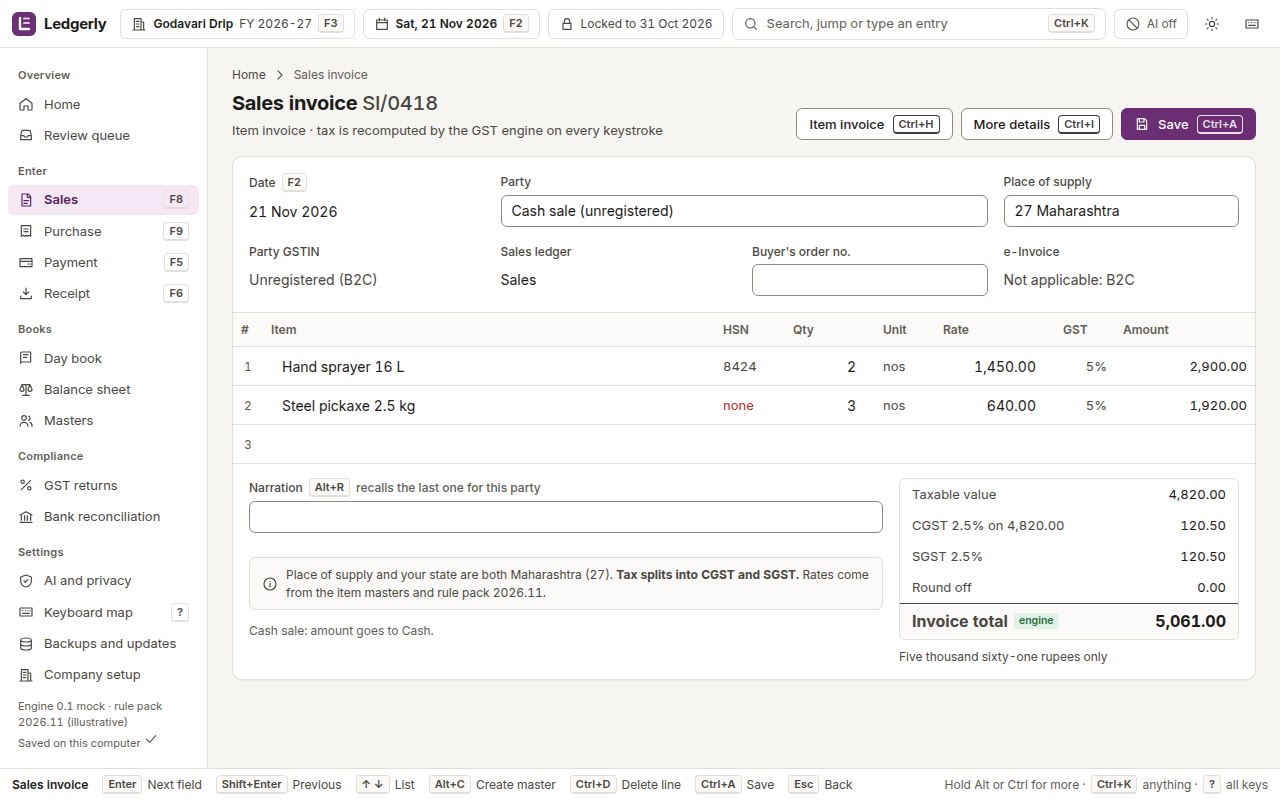 Ledgerly
Godavari Drip FY 2026-27 F3
Sat, 21 Nov 2026 F2
Locked to 31 Oct 2026
Search, jump or type an entry Ctrl+K
AI off
Overview
Home
Review queue
Enter
Sales F8
Purchase F9
Payment F5
Receipt F6
Books
Day book
Balance sheet
Masters
Compliance
GST returns
Bank reconciliation
Settings
AI and privacy
Keyboard map ?
Backups and updates
Company setup
Engine 0.1 mock · rule pack
2026.11 (illustrative)
Saved on this computer
Home Sales invoice
Sales invoice SI/0418
Item invoice · tax is recomputed by the GST engine on every keystroke
Item invoice Ctrl+H
More details Ctrl+I
Save Ctrl+A
Date F2
21 Nov 2026
Party
Cash sale (unregistered)
Place of supply
27 Maharashtra
Party GSTIN
Unregistered (B2C)
Sales ledger
Sales
Buyer's order no.
e-Invoice
Not applicable: B2C
# Item HSN Qty Unit Rate GST Amount
1 Hand sprayer 16 L 8424 2 nos 1,450.00 5% 2,900.00
2 Steel pickaxe 2.5 kg none 3 nos 640.00 5% 1,920.00
3
Narration Alt+R recalls the last one for this party
Place of supply and your state are both Maharashtra (27). Tax splits into CGST and SGST. Rates come
from the item masters and rule pack 2026.11.
Cash sale: amount goes to Cash.
Taxable value 4,820.00
CGST 2.5% on 4,820.00 120.50
SGST 2.5% 120.50
Round off 0.00
Invoice total engine 5,061.00
Five thousand sixty-one rupees only
Sales invoice Enter Next field Shift+Enter Previous ↑↓ List Alt+C Create master Ctrl+D Delete line Ctrl+A Save Esc Back Hold Alt or Ctrl for more · Ctrl+K anything · ? all keys